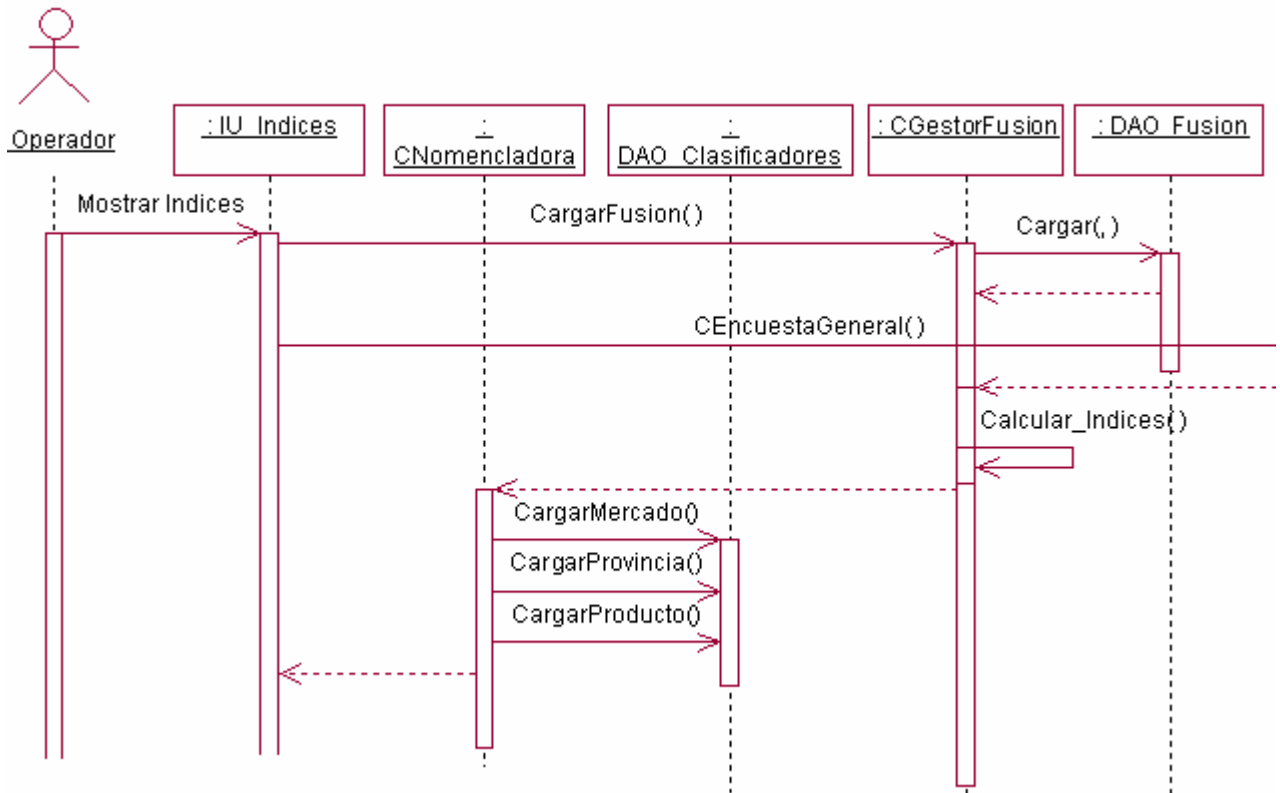 Operador
: IU_Indices
:
CNomencladora
:
DAO_Clasificadores
: CGestorFusion
: DAO_Fusion
Mostrar Indices
CargarFusion()
Cargar(, )
CEncuestaGeneral()
Calcular_Indices()
CargarMercado()
CargarProvincia()
CargarProducto()